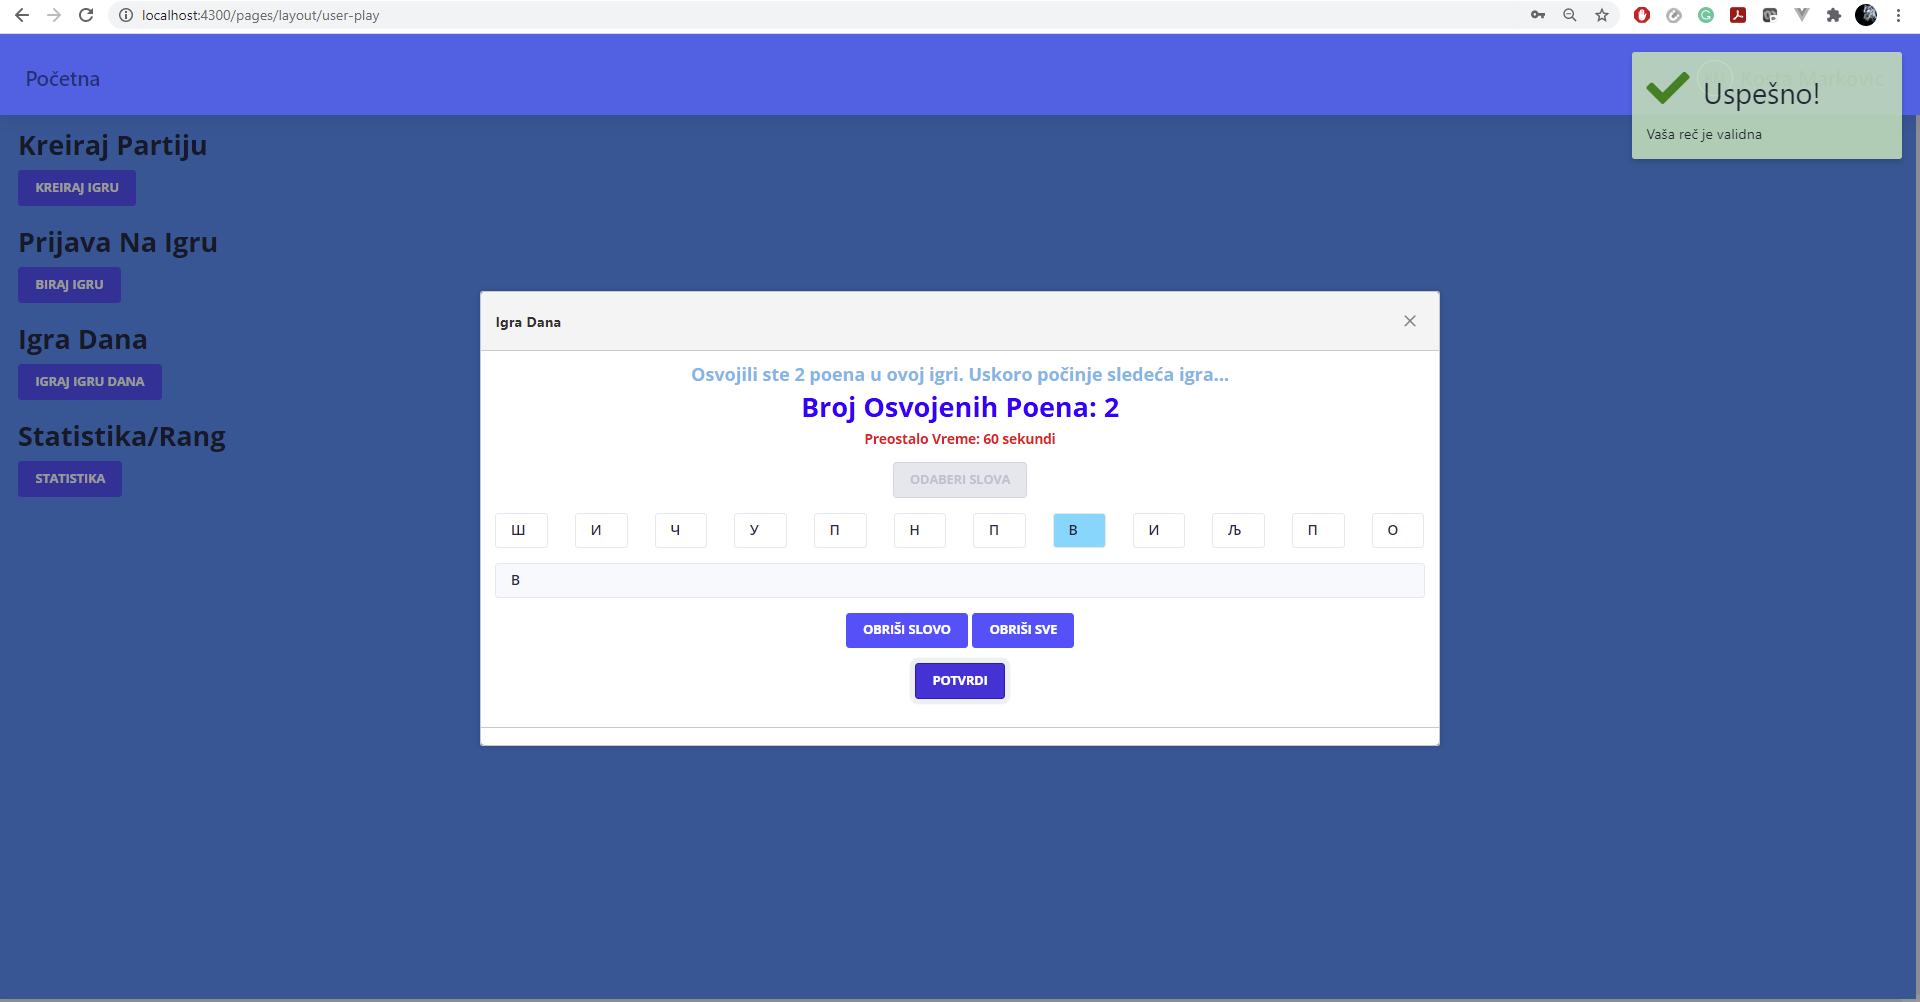 localhost:4300/pages/layout/user-play
Početna
Uspešno!
Vaša reč je validna
Kreiraj Partiju
KREIRAJ IGRU
Prijava Na Igru
BIRAJ IGRU
Igra Dana
IGRAJ IGRU DANA
Statistika/Rang
STATISTIKA
Igra Dana
Osvojili ste 2 poena u ovoj igri. Uskoro počinje sledeća igra...
Broj Osvojenih Poena: 2
Preostalo Vreme: 60 sekundi
ODABERI SLOVA
Ш И Ч У П Н П В И Љ П О
В
OBRIŠI SLOVO OBRIŠI SVE
POTVRDI